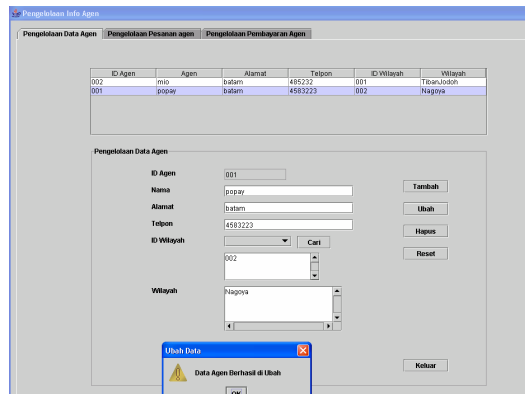 Pengelolaan Info Agen
Pengelolaan Data Agen Pengelolaan Pesanan agen Pengelolaan Pembayaran Agen
ID Agen Agen Alamat Telpon ID Wilayah Wilayah
002 mio batam 485232 001 TibanJodoh
001 popay batam 4583223 002 Nagoya
Pengelolaan Data Agen
ID Agen 001
Nama popay Tambah
Alamat batam Ubah
Telpon 4583223 Hapus
ID Wilayah Cari Reset
002
Wilayah Nagoya
Ubah Data
Data Agen Berhasil di Ubah Keluar
OK